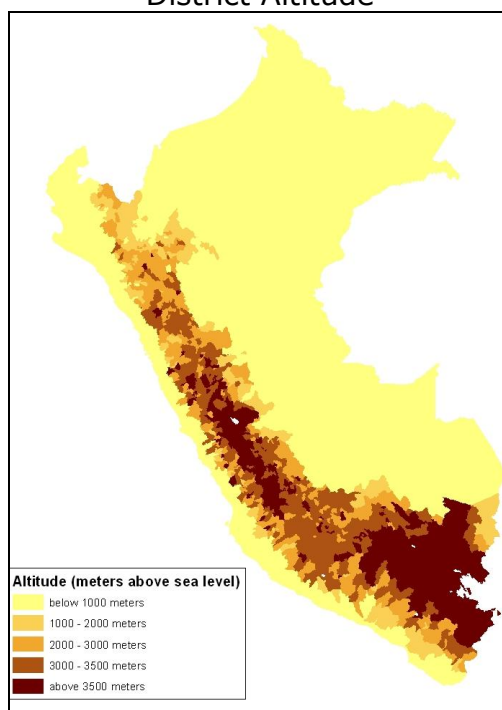 District Altitude
Altitude (meters above sea level)
below 1000 meters
1000 - 2000 meters
2000 - 3000 meters
3000 - 3500 meters
above 3500 meters